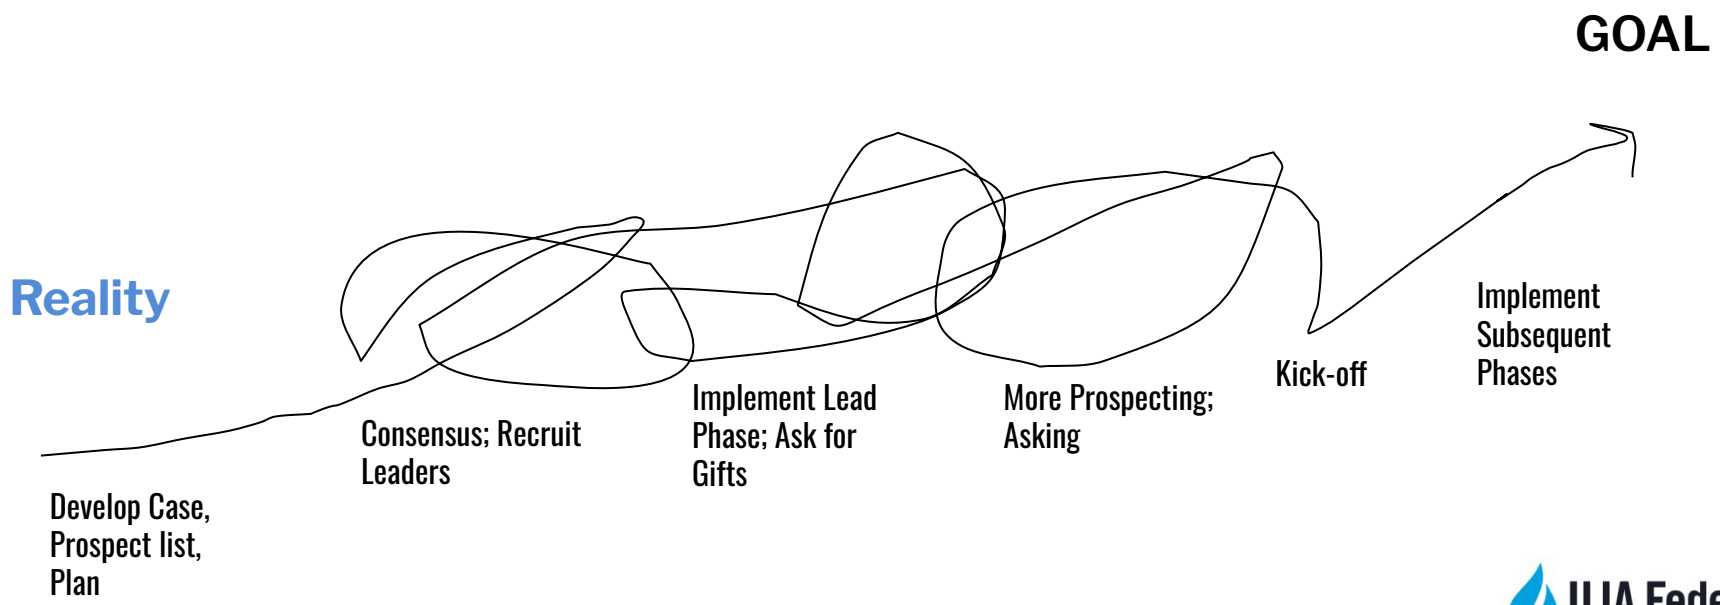 GOAL
Reality
Develop Case,
Prospect list,
Plan
Consensus; Recruit
Leaders
Implement Lead
Phase; Ask for
Gifts
More Prospecting;
Asking
Kick-off
Implement
Subsequent
Phases